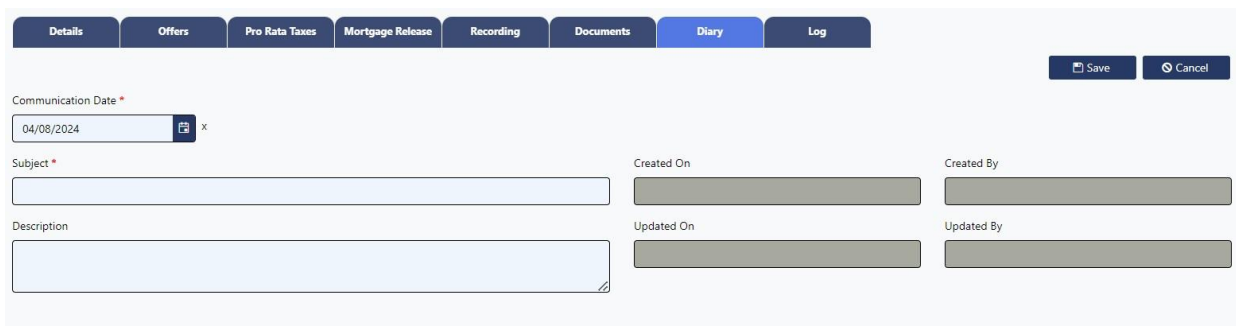 Details Offers Pro Rata Taxes Mortgage Release Recording Documents Diary Log
Save Cancel
Communication Date *
04/08/2024 x
Subject * Created On Created By
Description Updated On Updated By